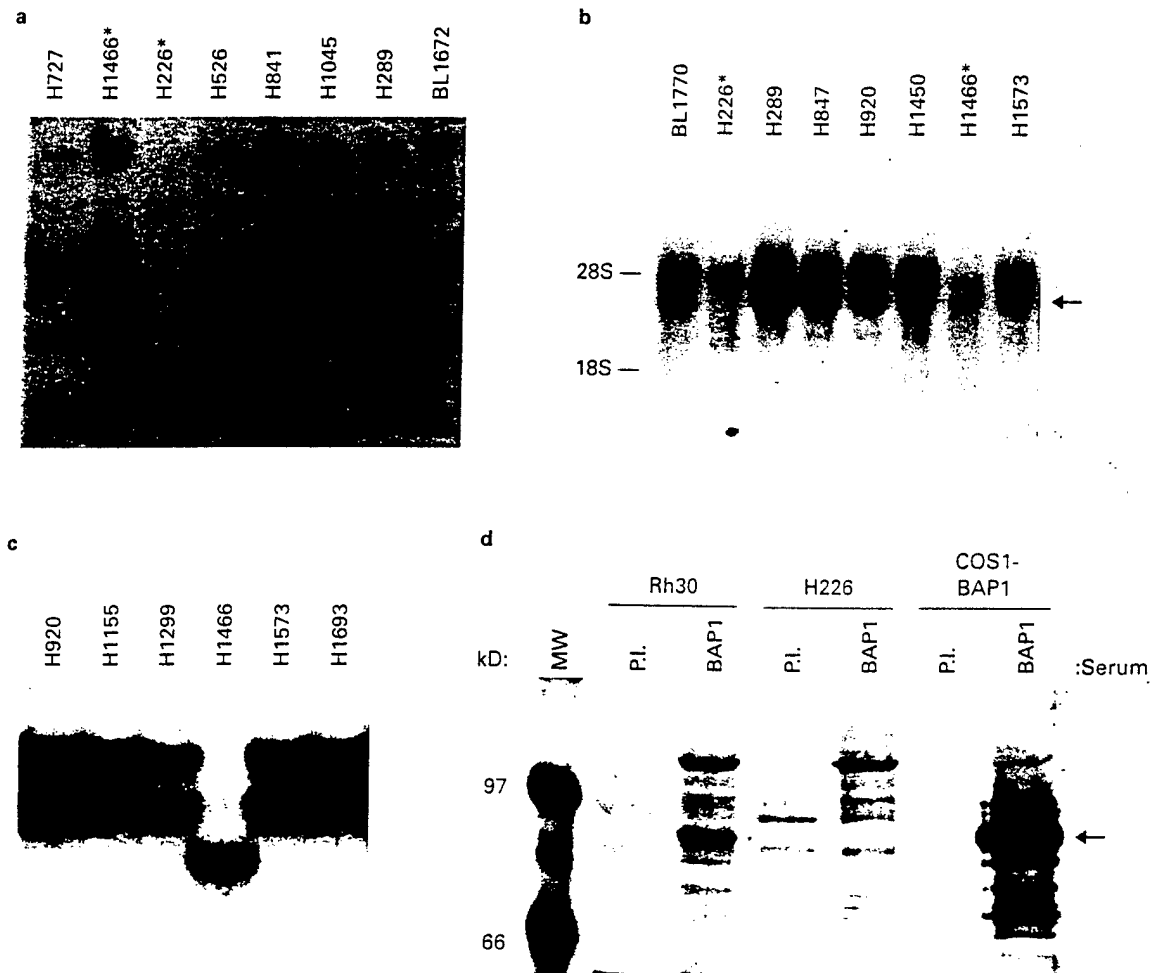 a
H727
H1466*
H226*
H526
H841
H1045
H289
BL1672
b
BL1770
H226*
H289
H847
H920
H1450
H1466*
H1573
28S
18S
c
H920
H1155
H1299
H1466
H1573
H1693
d
Rh30
H226
COS1-
BAP1
kD:
MW
P.I.
BAP1
P.I.
BAP1
P.I.
BAP1
:Serum
97
66